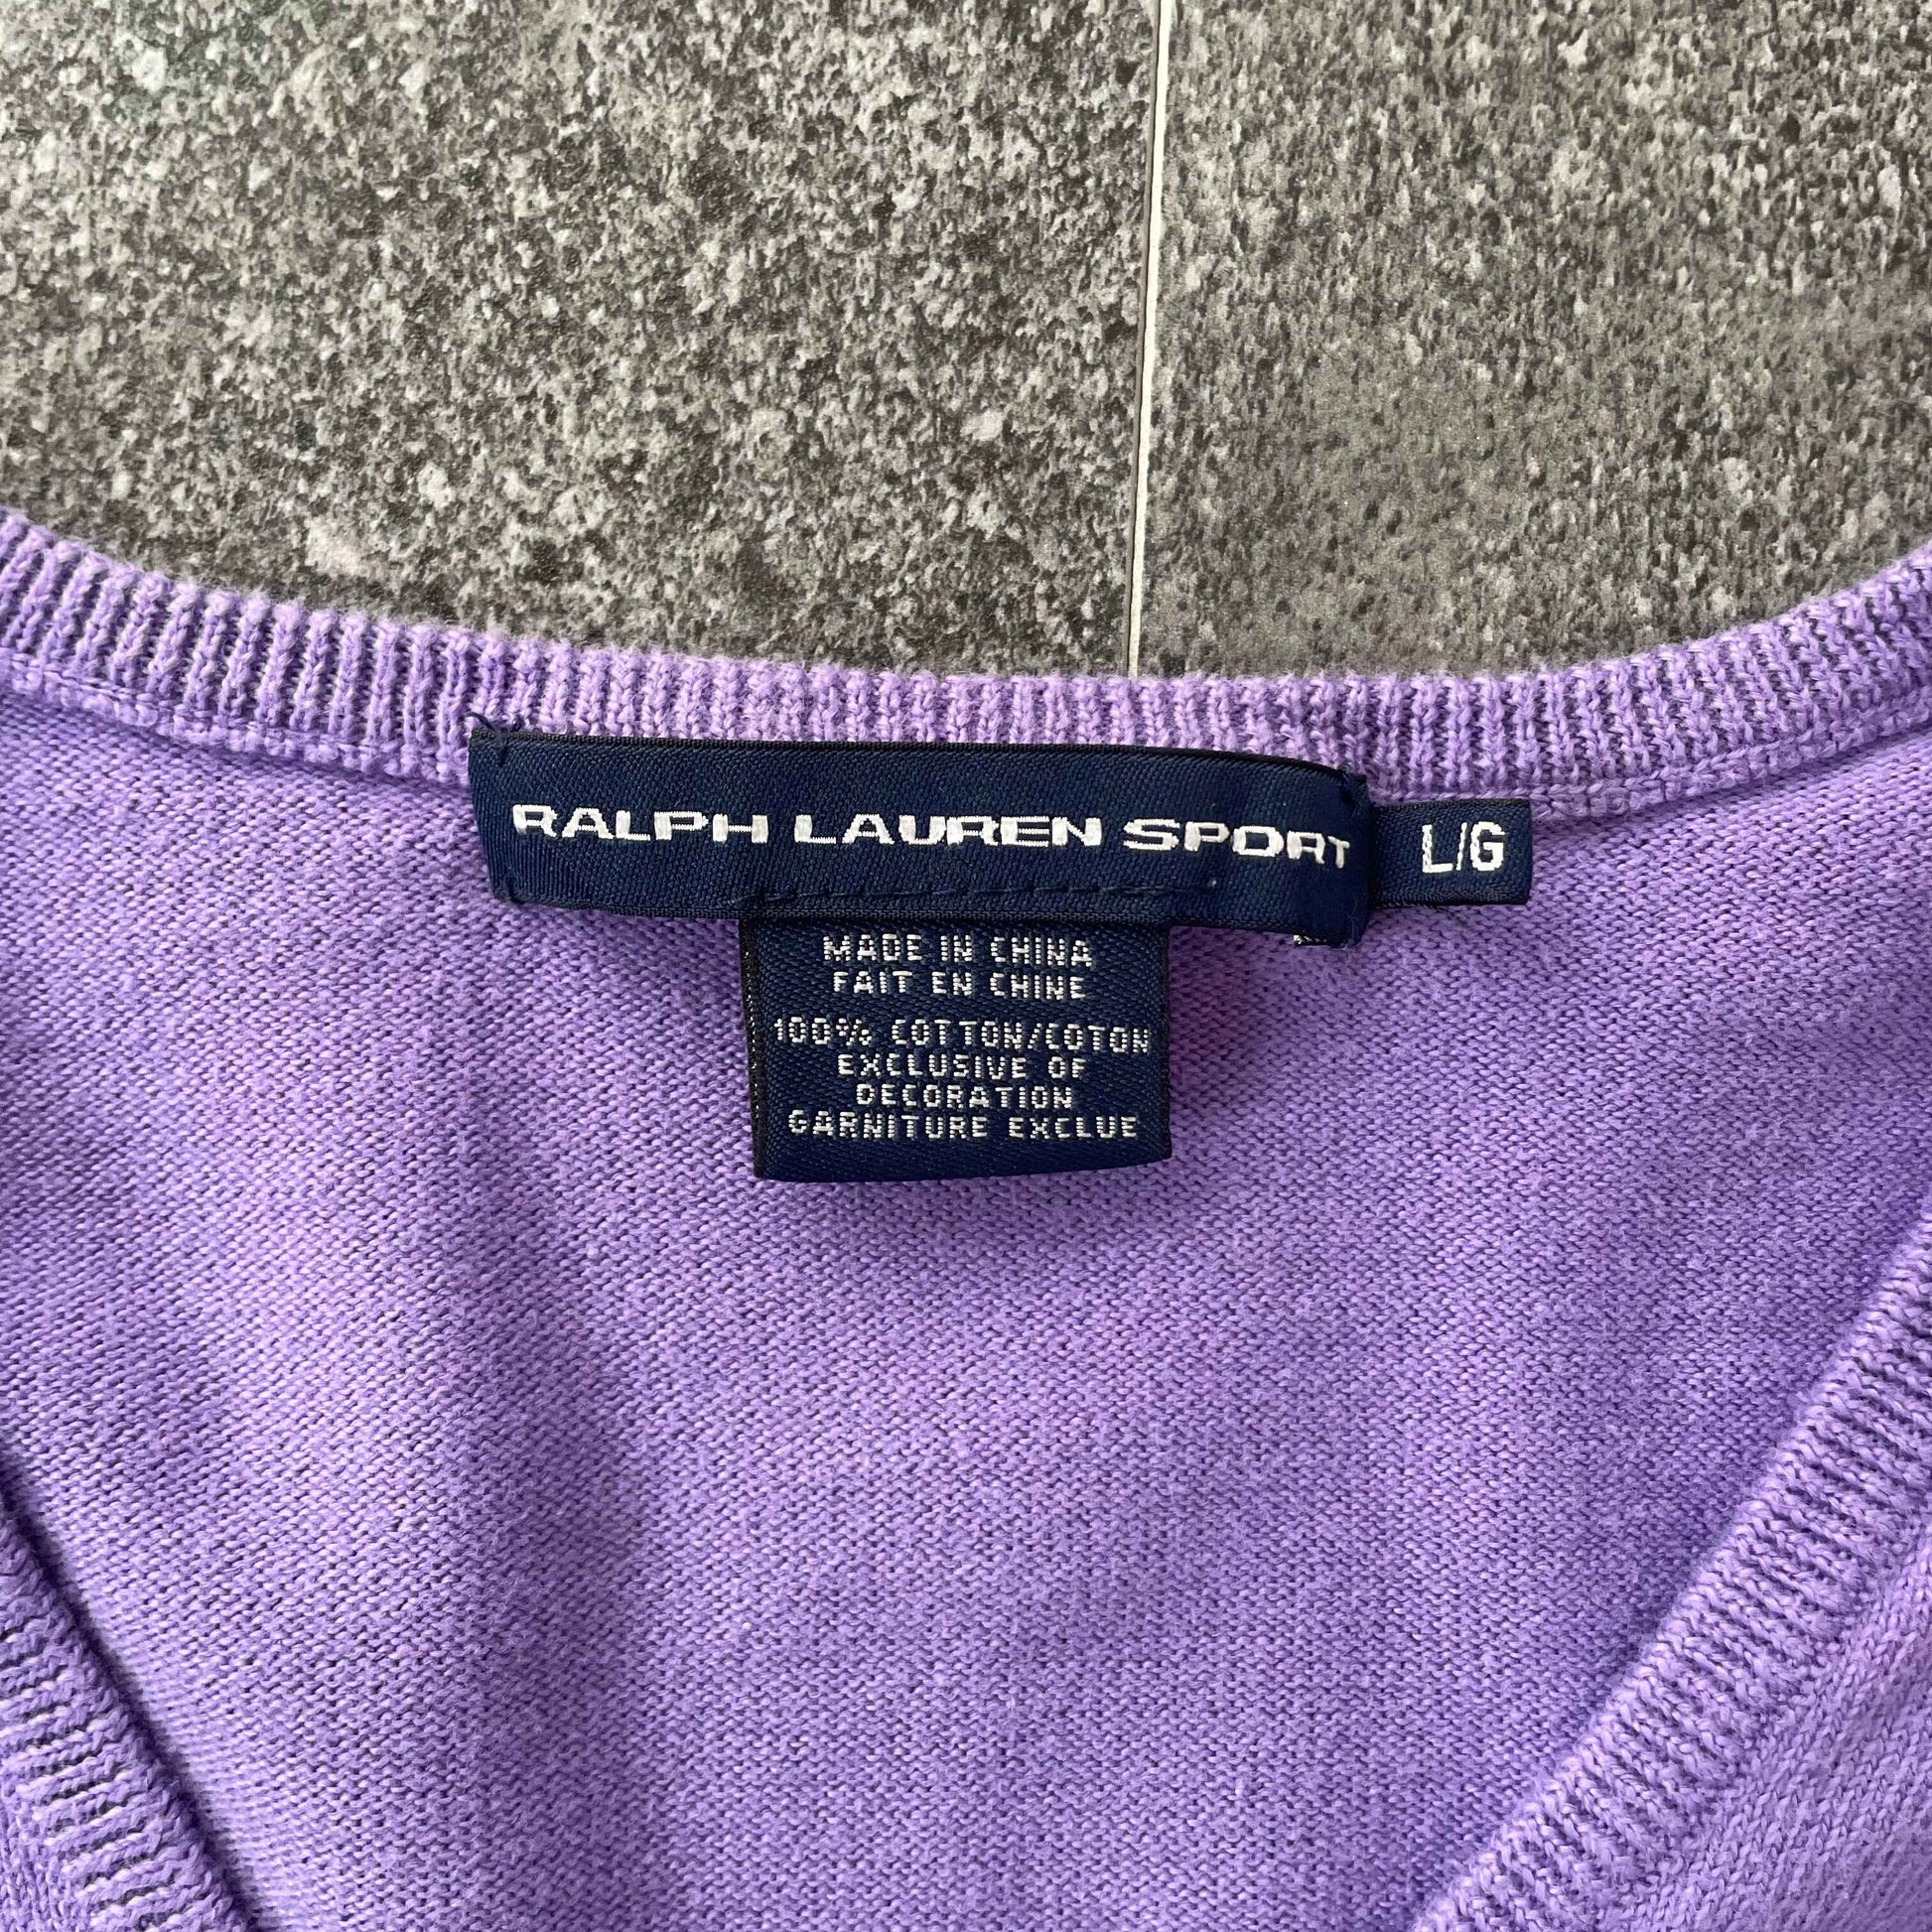 RALPH LAUREN SPORT
L/G
MADE IN CHINA
FAIT EN CHINE
100% COTTON/COTON
EXCLUSIVE OF
DECORATION
GARNITURE EXCLUE